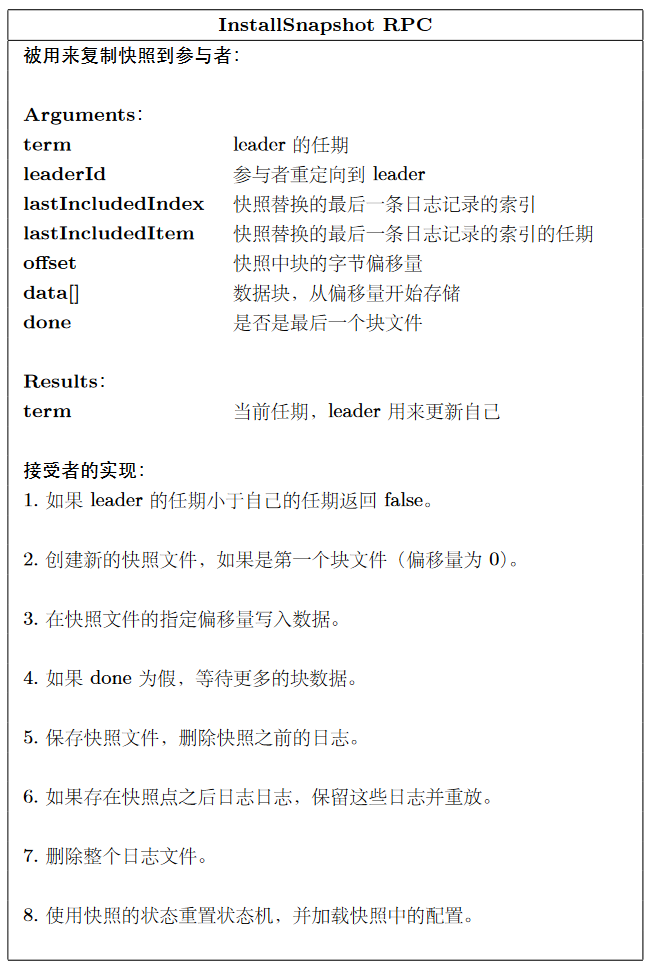 InstallSnapshot RPC
被用来复制快照到参与者：
Arguments：
term leader 的任期
leaderId 参与者重定向到 leader
lastIncludedIndex 快照替换的最后一条日志记录的索引
lastIncludedItem 快照替换的最后一条日志记录的索引的任期
offset 快照中块的字节偏移量
data[] 数据块，从偏移量开始存储
done 是否是最后一个块文件
Results：
term 当前任期，leader 用来更新自己
接受者的实现：
1. 如果 leader 的任期小于自己的任期返回 false。
2. 创建新的快照文件，如果是第一个块文件（偏移量为 0）。
3. 在快照文件的指定偏移量写入数据。
4. 如果 done 为假，等待更多的块数据。
5. 保存快照文件，删除快照之前的日志。
6. 如果存在快照点之后日志日志，保留这些日志并重放。
7. 删除整个日志文件。
8. 使用快照的状态重置状态机，并加载快照中的配置。